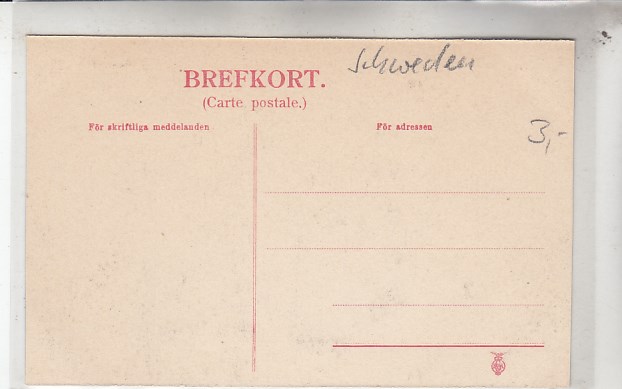 Schweden
BREFKORT.
(Carte postale.)
För skriftliga meddelanden
För adressen
3,-